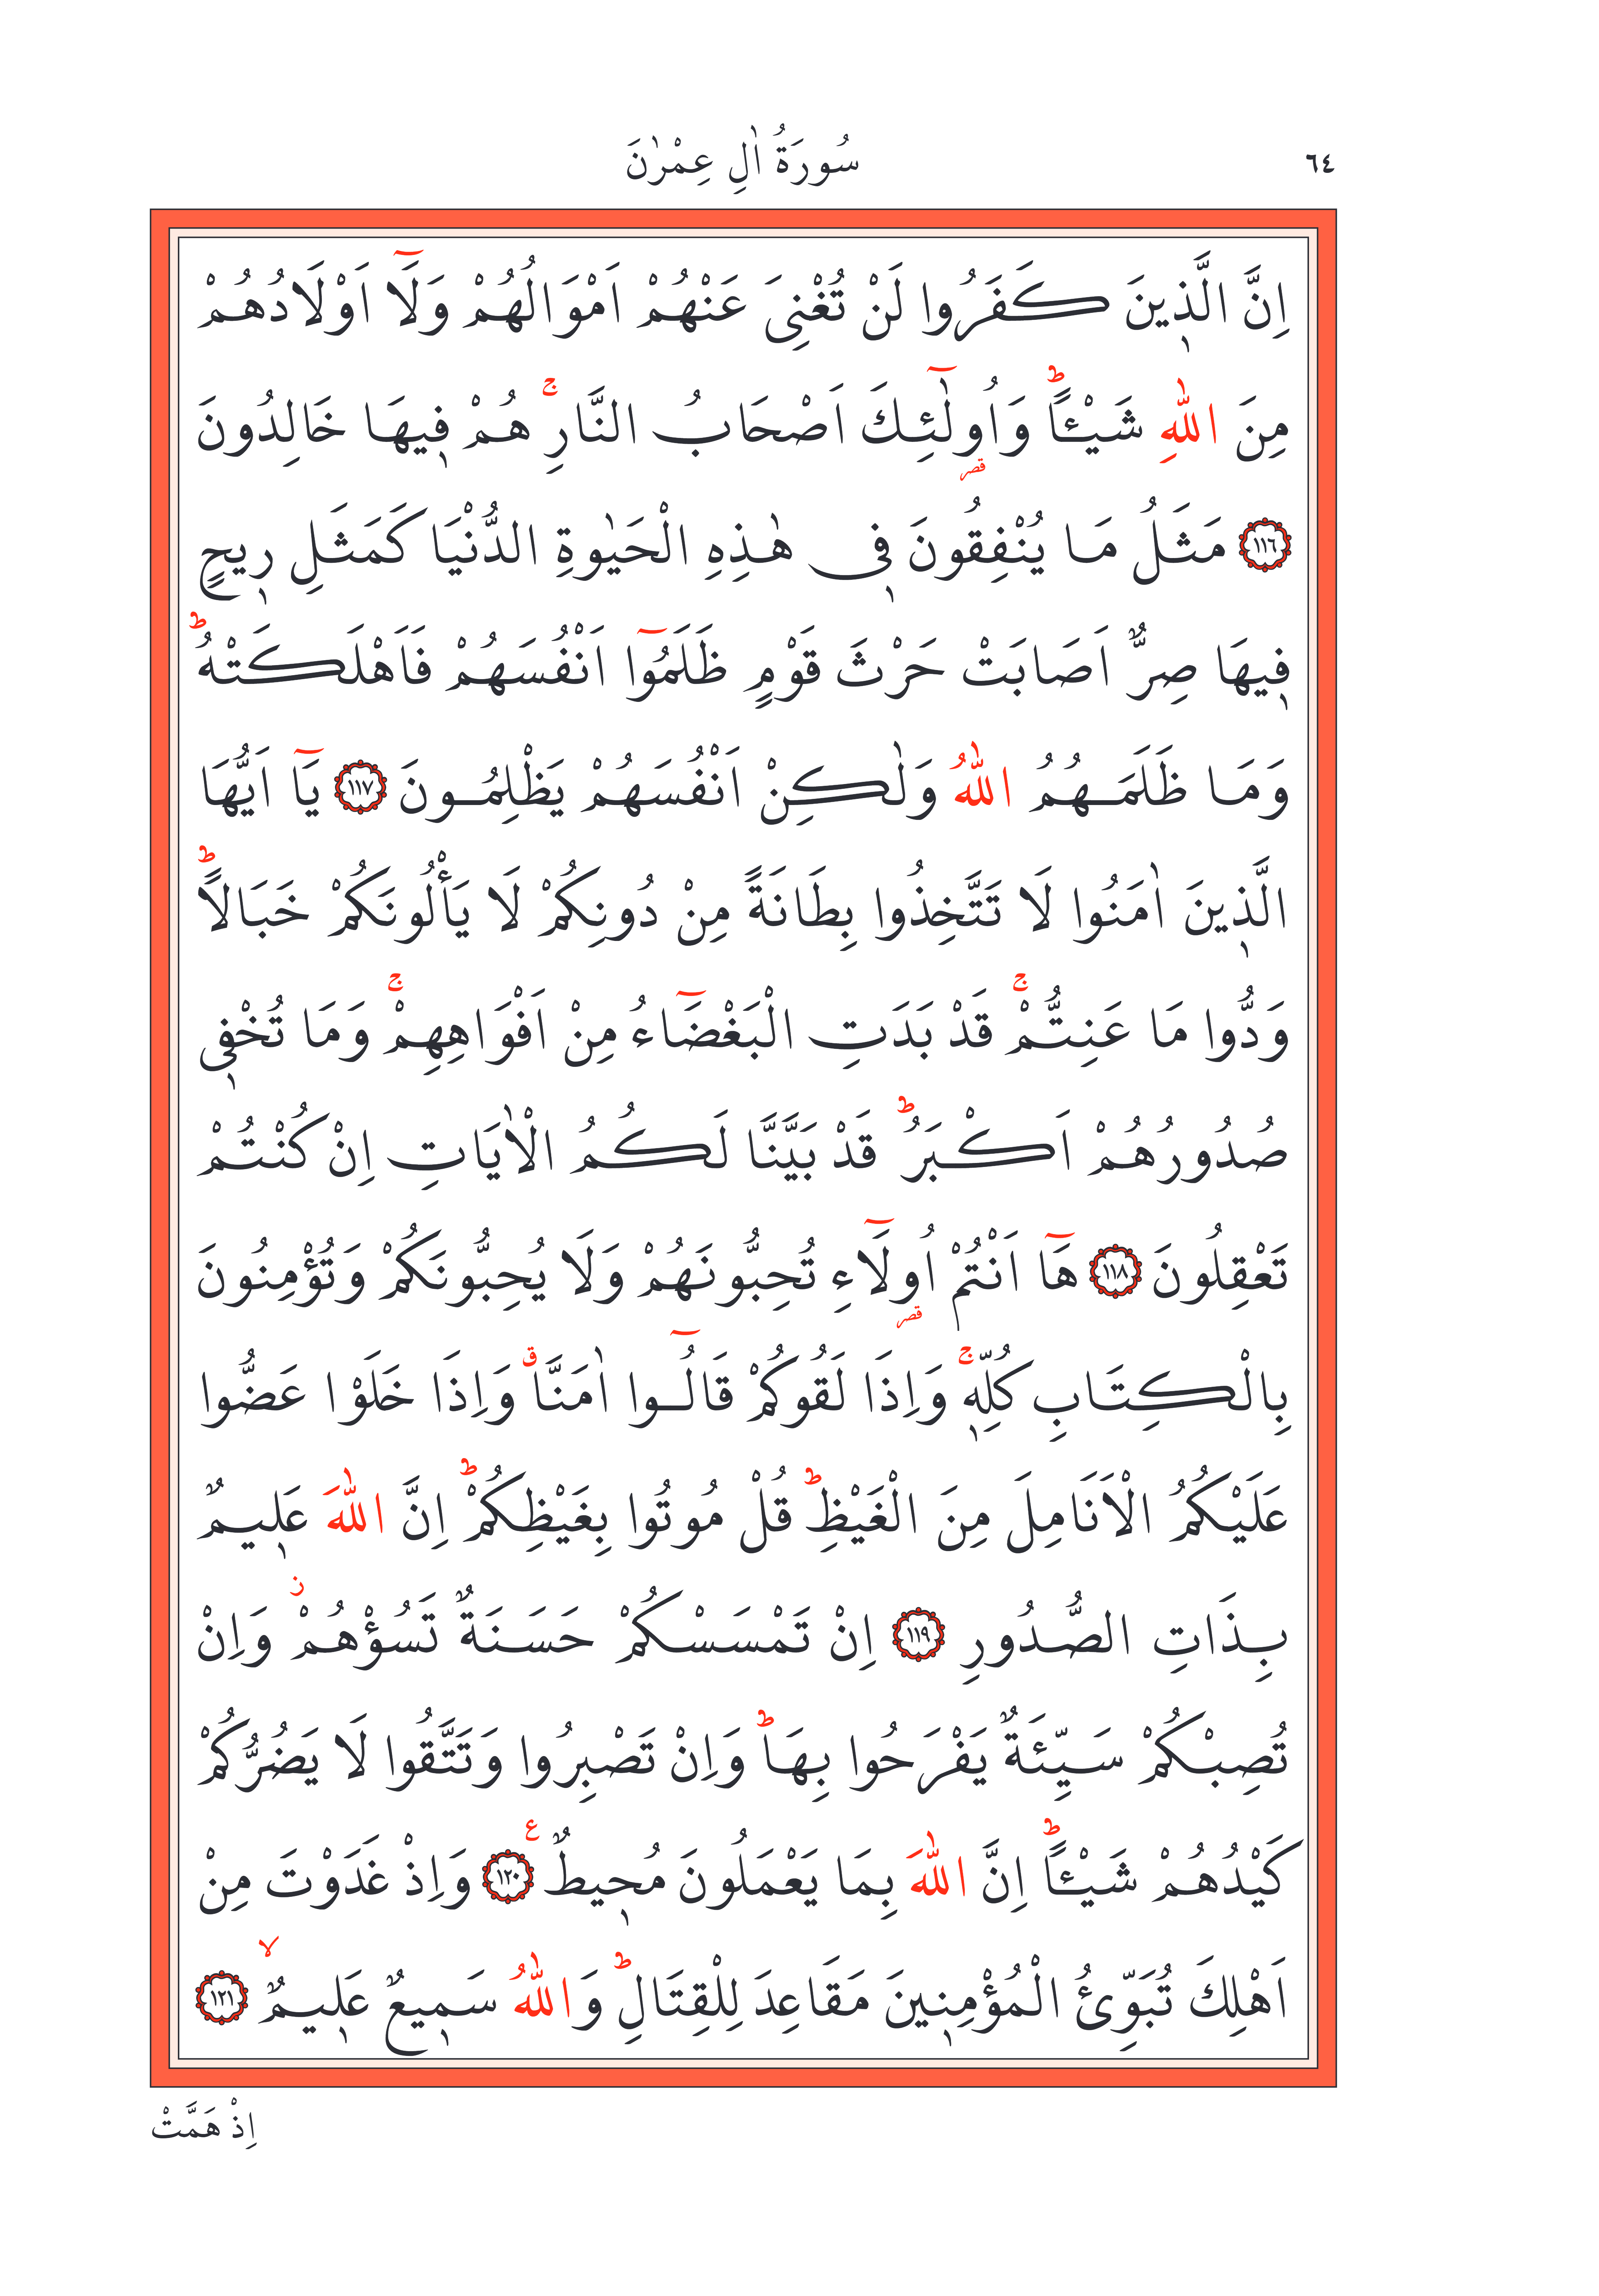 ٦٤
سُورَةُ اٰلِ عِمْرٰنَ
اِنَّ الَّذ۪ينَ كَفَرُوا لَنْ تُغْنِىَ عَنْهُمْ اَمْوَالُهُمْ وَلَٓا اَوْلَادُهُمْ
مِنَ اللّٰهِ شَيْـًٔاۜ وَاُو۬لٰٓئِكَ اَصْحَابُ النَّارِۚ هُمْ ف۪يهَا خَالِدُونَ
١١٦ مَثَلُ مَا يُنْفِقُونَ ف۪ى هٰذِهِ الْحَيٰوةِ الدُّنْيَا كَمَثَلِ ر۪يحٍ
ف۪يهَا صِرٌّ اَصَابَتْ حَرْثَ قَوْمٍ ظَلَمُٓوا اَنْفُسَهُمْ فَاَهْلَكَتْهُۜ
وَمَا ظَلَمَهُمُ اللّٰهُ وَلٰكِنْ اَنْفُسَهُمْ يَظْلِمُونَ ١١٧ يَٓا اَيُّهَا
الَّذ۪ينَ اٰمَنُوا لَا تَتَّخِذُوا بِطَانَةً مِنْ دُونِكُمْ لَا يَأْلُونَكُمْ خَبَالًاۜ
وَدُّوا مَا عَنِتُّمْۚ قَدْ بَدَتِ الْبَغْضَٓاءُ مِنْ اَفْوَاهِهِمْۚ وَمَا تُخْف۪ى
صُدُورُهُمْ اَكْبَرُۜ قَدْ بَيَّنَّا لَكُمُ الْاٰيَاتِ اِنْ كُنْتُمْ
تَعْقِلُونَ ١١٨ هَٓا اَنْتُمْ اُو۬لَٓاءِ تُحِبُّونَهُمْ وَلَا يُحِبُّونَكُمْ وَتُؤْمِنُونَ
بِالْكِتَابِ كُلِّه۪ۚ وَاِذَا لَقُوكُمْ قَالُٓوا اٰمَنَّاۗ وَاِذَا خَلَوْا عَضُّوا
عَلَيْكُمُ الْاَنَامِلَ مِنَ الْغَيْظِۜ قُلْ مُوتُوا بِغَيْظِكُمْۜ اِنَّ اللّٰهَ عَل۪يمٌ
بِذَاتِ الصُّدُورِ ١١٩ اِنْ تَمْسَسْكُمْ حَسَنَةٌ تَسُؤْهُمْۘ وَاِنْ
تُصِبْكُمْ سَيِّئَةٌ يَفْرَحُوا بِهَاۜ وَاِنْ تَصْبِرُوا وَتَتَّقُوا لَا يَضُرُّكُمْ
كَيْدُهُمْ شَيْـًٔاۜ اِنَّ اللّٰهَ بِمَا يَعْمَلُونَ مُح۪يطٌ ع ١٢٠ وَاِذْ غَدَوْتَ مِنْ
اَهْلِكَ تُبَوِّئُ الْمُؤْمِن۪ينَ مَقَاعِدَ لِلْقِتَالِۜ وَاللّٰهُ سَم۪يعٌ عَل۪يمٌۙ ١٢١
اِذْ هَمَّتْ